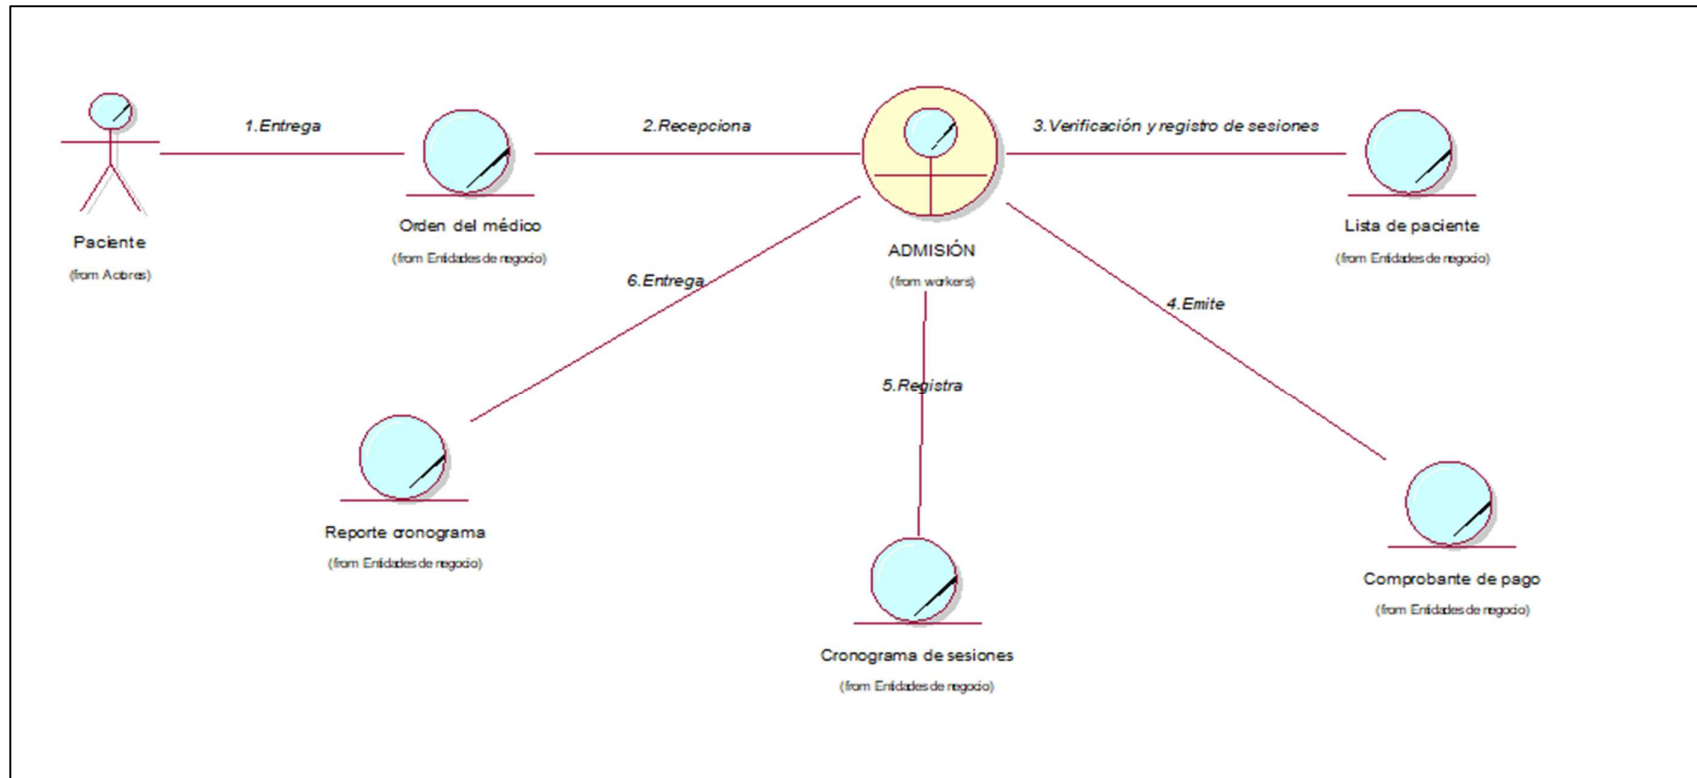 1.Entrega
2.Recepciona
3.Verificación y registro de sesiones
Paciente
(from Actores)
Orden del médico
(from Entidades de negocio)
ADMISIÓN
(from workers)
Lista de paciente
(from Entidades de negocio)
6.Entrega
4.Emite
5.Registra
Reporte cronograma
(from Entidades de negocio)
Cronograma de sesiones
(from Entidades de negocio)
Comprobante de pago
(from Entidades de negocio)